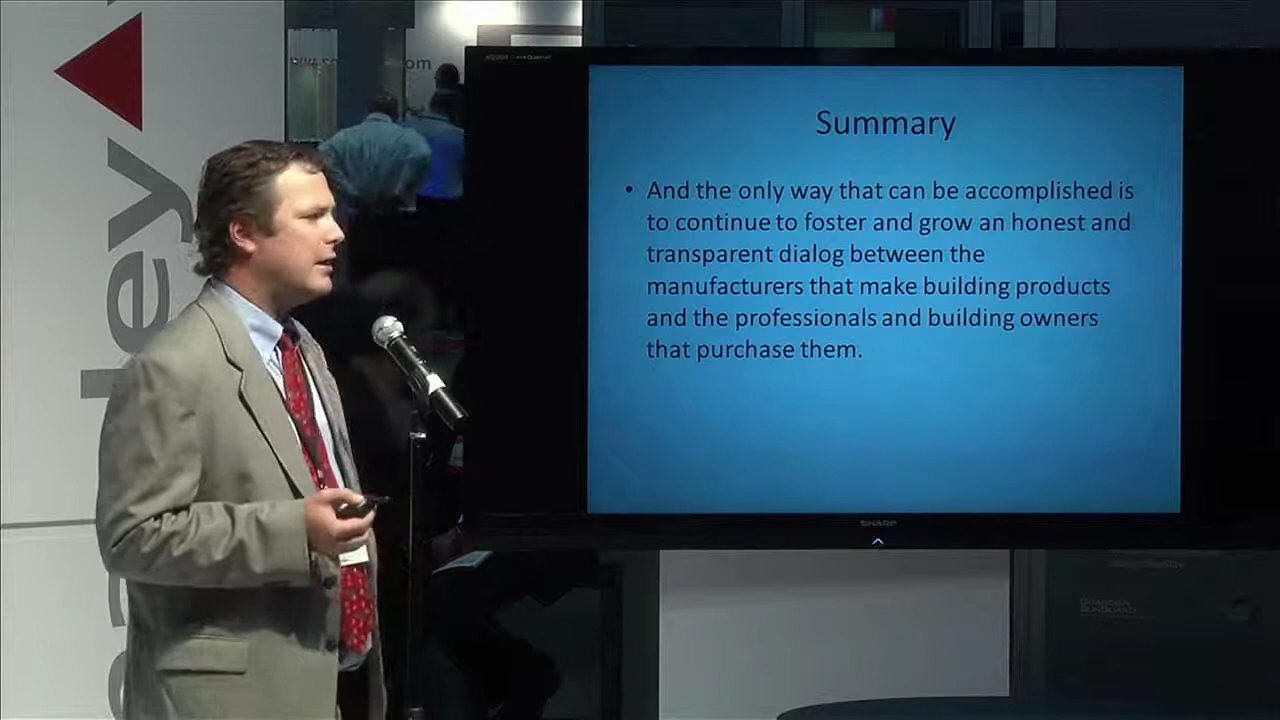 Summary
• And the only way that can be accomplished is
to continue to foster and grow an honest and
transparent dialog between the
manufacturers that make building products
and the professionals and building owners
that purchase them.
SHARP
ley
om